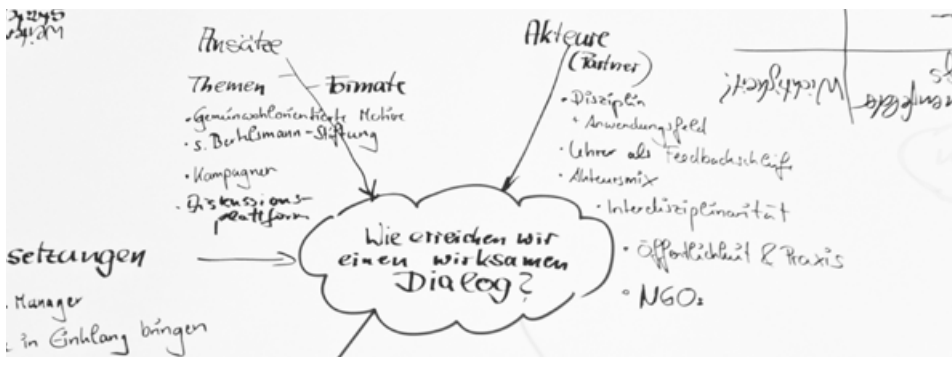 Ansätze
Themen
Formate
• Gemeinwohlorientierte Motive
• s. Bertelsmann-Stiftung
• Kampagnen
• Diskussions-
plattform
Akteure
(Partner)
• Disziplin
• Anwendungsfeld
• Lehrer als Feedbackschleife
• Akteursmix
• Interdisziplinarität
• Öffentlichkeit & Praxis
• NGOs
Wichtigkeit
Wie erreichen wir
einen wirksamen
Dialog?
setzungen
Manager
in Einklang bringen